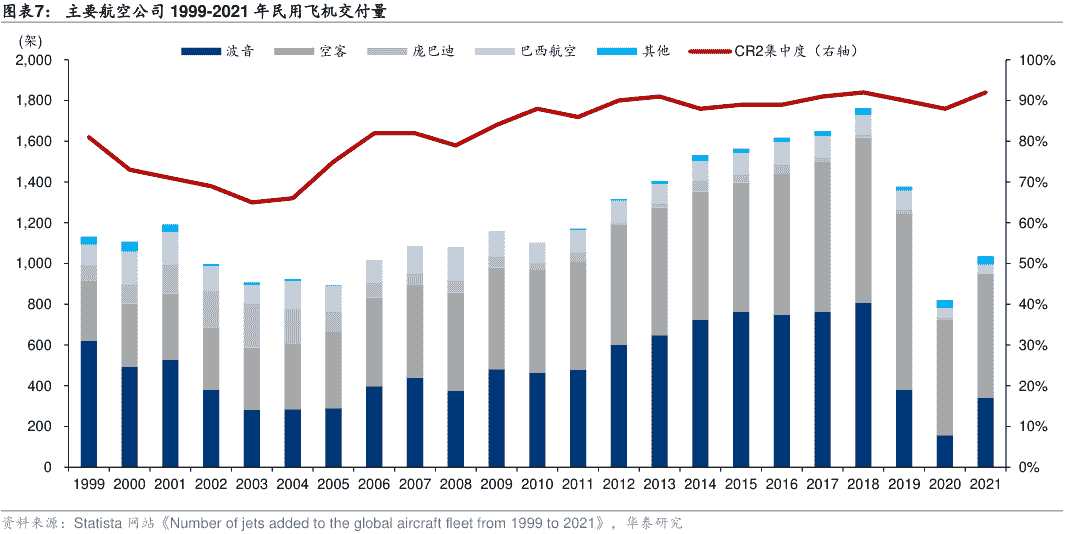 图表7： 主要航空公司 1999-2021 年民用飞机交付量
(架)
波音 空客 庞巴迪 巴西航空 其他 CR2集中度（右轴）
2,000 100%
1,800 90%
1,600 80%
1,400 70%
1,200 60%
1,000 50%
800 40%
600 30%
400 20%
200 10%
0 0%
1999 2000 2001 2002 2003 2004 2005 2006 2007 2008 2009 2010 2011 2012 2013 2014 2015 2016 2017 2018 2019 2020 2021
资料来源：Statista 网站《Number of jets added to the global aircraft fleet from 1999 to 2021》，华泰研究